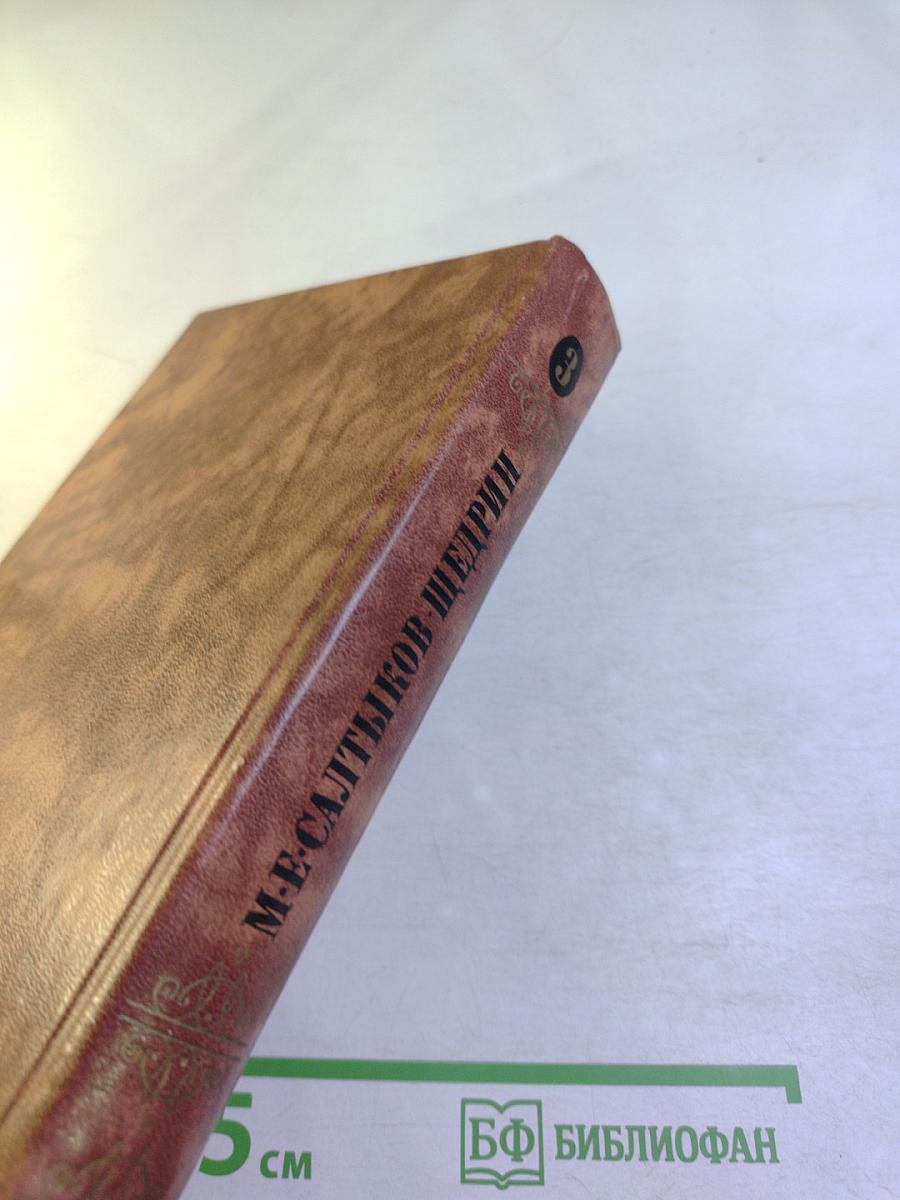 3
М·Е·САЛТЫКОВ-ЩЕДРИН
5 см
БФ БИБЛИОФАН